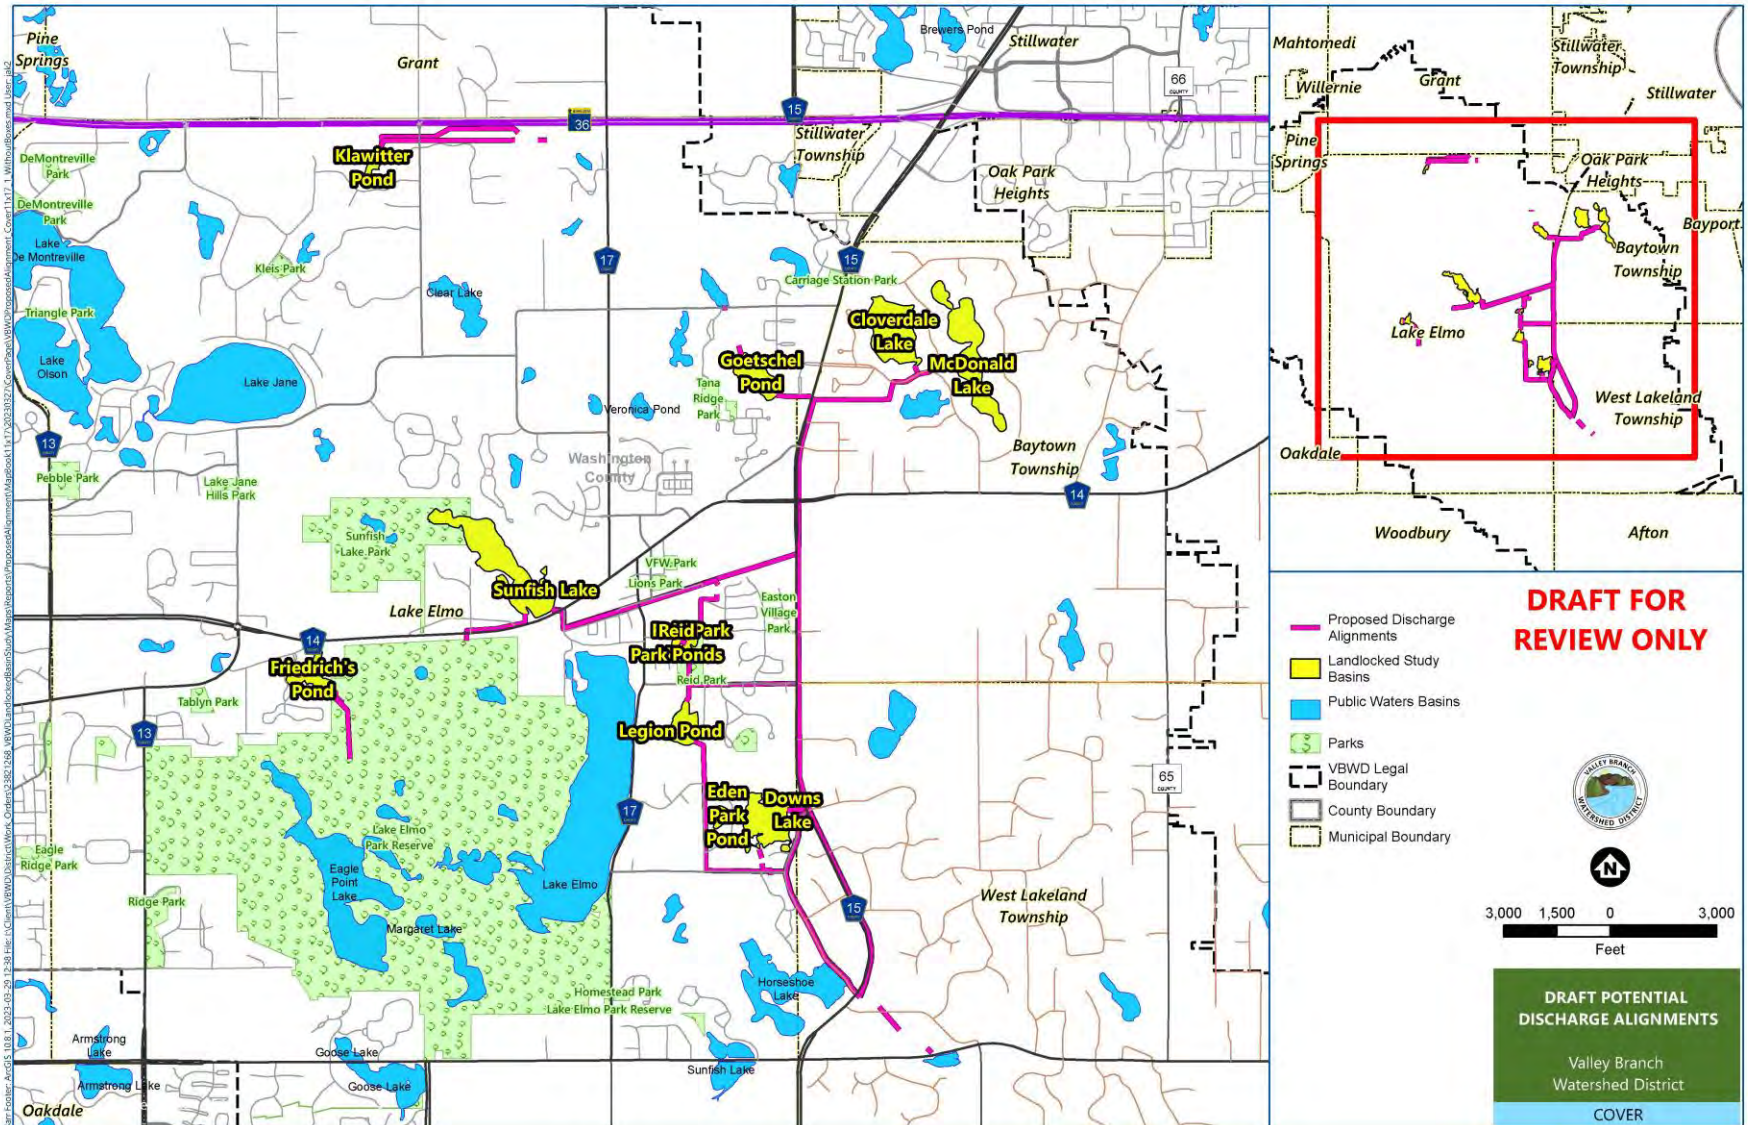 Pine
Springs
Grant
Brewers Pond
Stillwater
66
COUNTY
15
36
Stillwater
Township
DeMontreville
Park
Klawitter
Pond
Oak Park
Heights
DeMontreville
Park
Lake
De Montreville
Kleis Park
17
15
Carriage Station Park
Clear Lake
Triangle Park
Cloverdale
Lake
Lake
Olson
Lake Jane
Goetschel
Pond
McDonald
Lake
Tana
Ridge
Park
Veronica Pond
13
Baytown
Township
Washington
County
Pebble Park
Lake Jane
Hills Park
14
Sunfish
Lake Park
VFW Park
Lions Park
Sunfish Lake
Lake Elmo
Easton
Village
Park
14
Reid Park
Park Ponds
Friedrich's
Pond
Reid Park
Tablyn Park
13
Legion Pond
65
COUNTY
Eden
Park
Pond
Downs
Lake
17
Lake Elmo
Park Reserve
Eagle
Ridge Park
Eagle
Point
Lake
Lake Elmo
Ridge Park
15
West Lakeland
Township
Margaret Lake
Horseshoe
Lake
Homestead Park
Lake Elmo Park Reserve
Armstrong
Lake
Goose Lake
Sunfish Lake
Armstrong Lake
Goose Lake
Oakdale
Mahtomedi
Stillwater
Township
Willernie
Grant
Stillwater
Pine
Springs
Oak Park
Heights
Bayport
Baytown
Township
Lake Elmo
West Lakeland
Township
Oakdale
Woodbury
Afton
Proposed Discharge
Alignments
Landlocked Study
Basins
Public Waters Basins
Parks
VBWD Legal
Boundary
County Boundary
Municipal Boundary
DRAFT FOR
REVIEW ONLY
VALLEY BRANCH
WATERSHED DISTRICT
N
3,000 1,500 0 3,000
Feet
DRAFT POTENTIAL
DISCHARGE ALIGNMENTS
Valley Branch
Watershed District
COVER